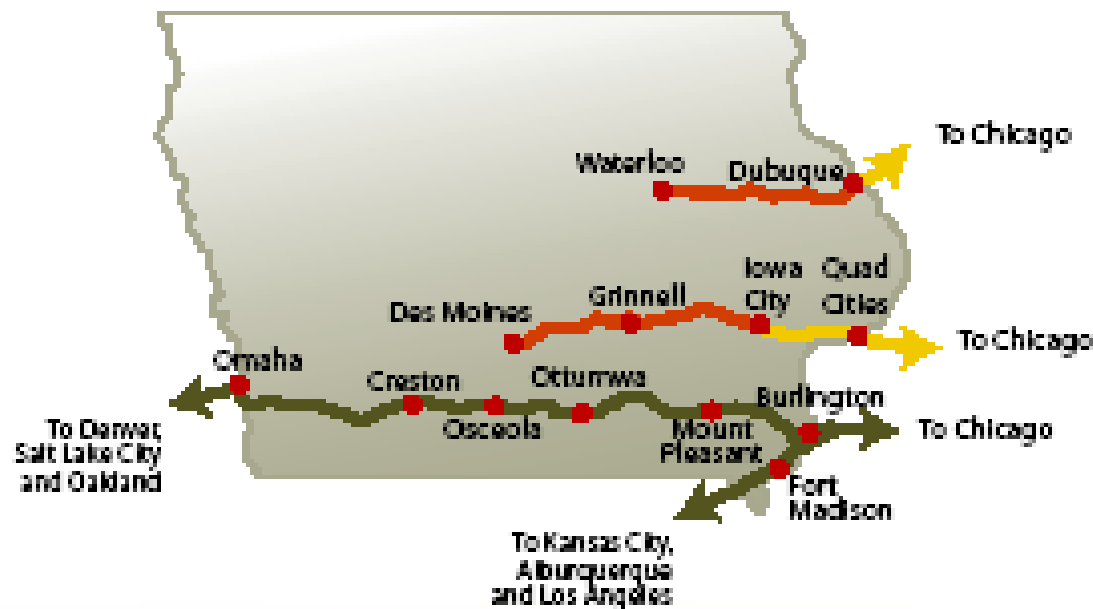 To Chicago
Waterloo
Dubuque
Iowa
City
Quad
Cities
Grinnell
Des Moines
To Chicago
Omaha
Creston
Ottumwa
Burlington
Osceola
Mount
Pleasant
To Chicago
To Denver,
Salt Lake City
and Oakland
Fort
Madison
To Kansas City,
Alburquerque
and Los Angeles